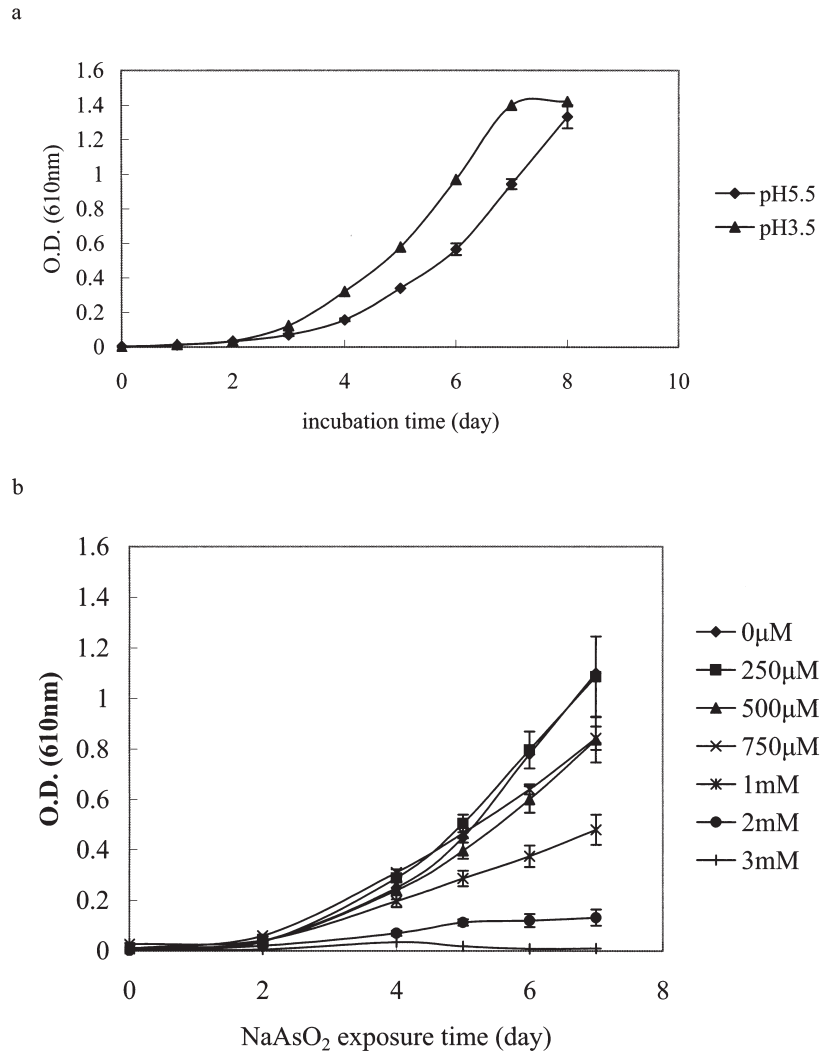 a
1.6
1.4
1.2
1
0.8
0.6
0.4
0.2
0
O.D. (610nm)
0 2 4 6 8 10
incubation time (day)
pH5.5
pH3.5
b
1.6
1.4
1.2
1
0.8
0.6
0.4
0.2
0
O.D. (610nm)
0 2 4 6 8
NaAsO₂ exposure time (day)
0μM
250μM
500μM
750μM
1mM
2mM
3mM